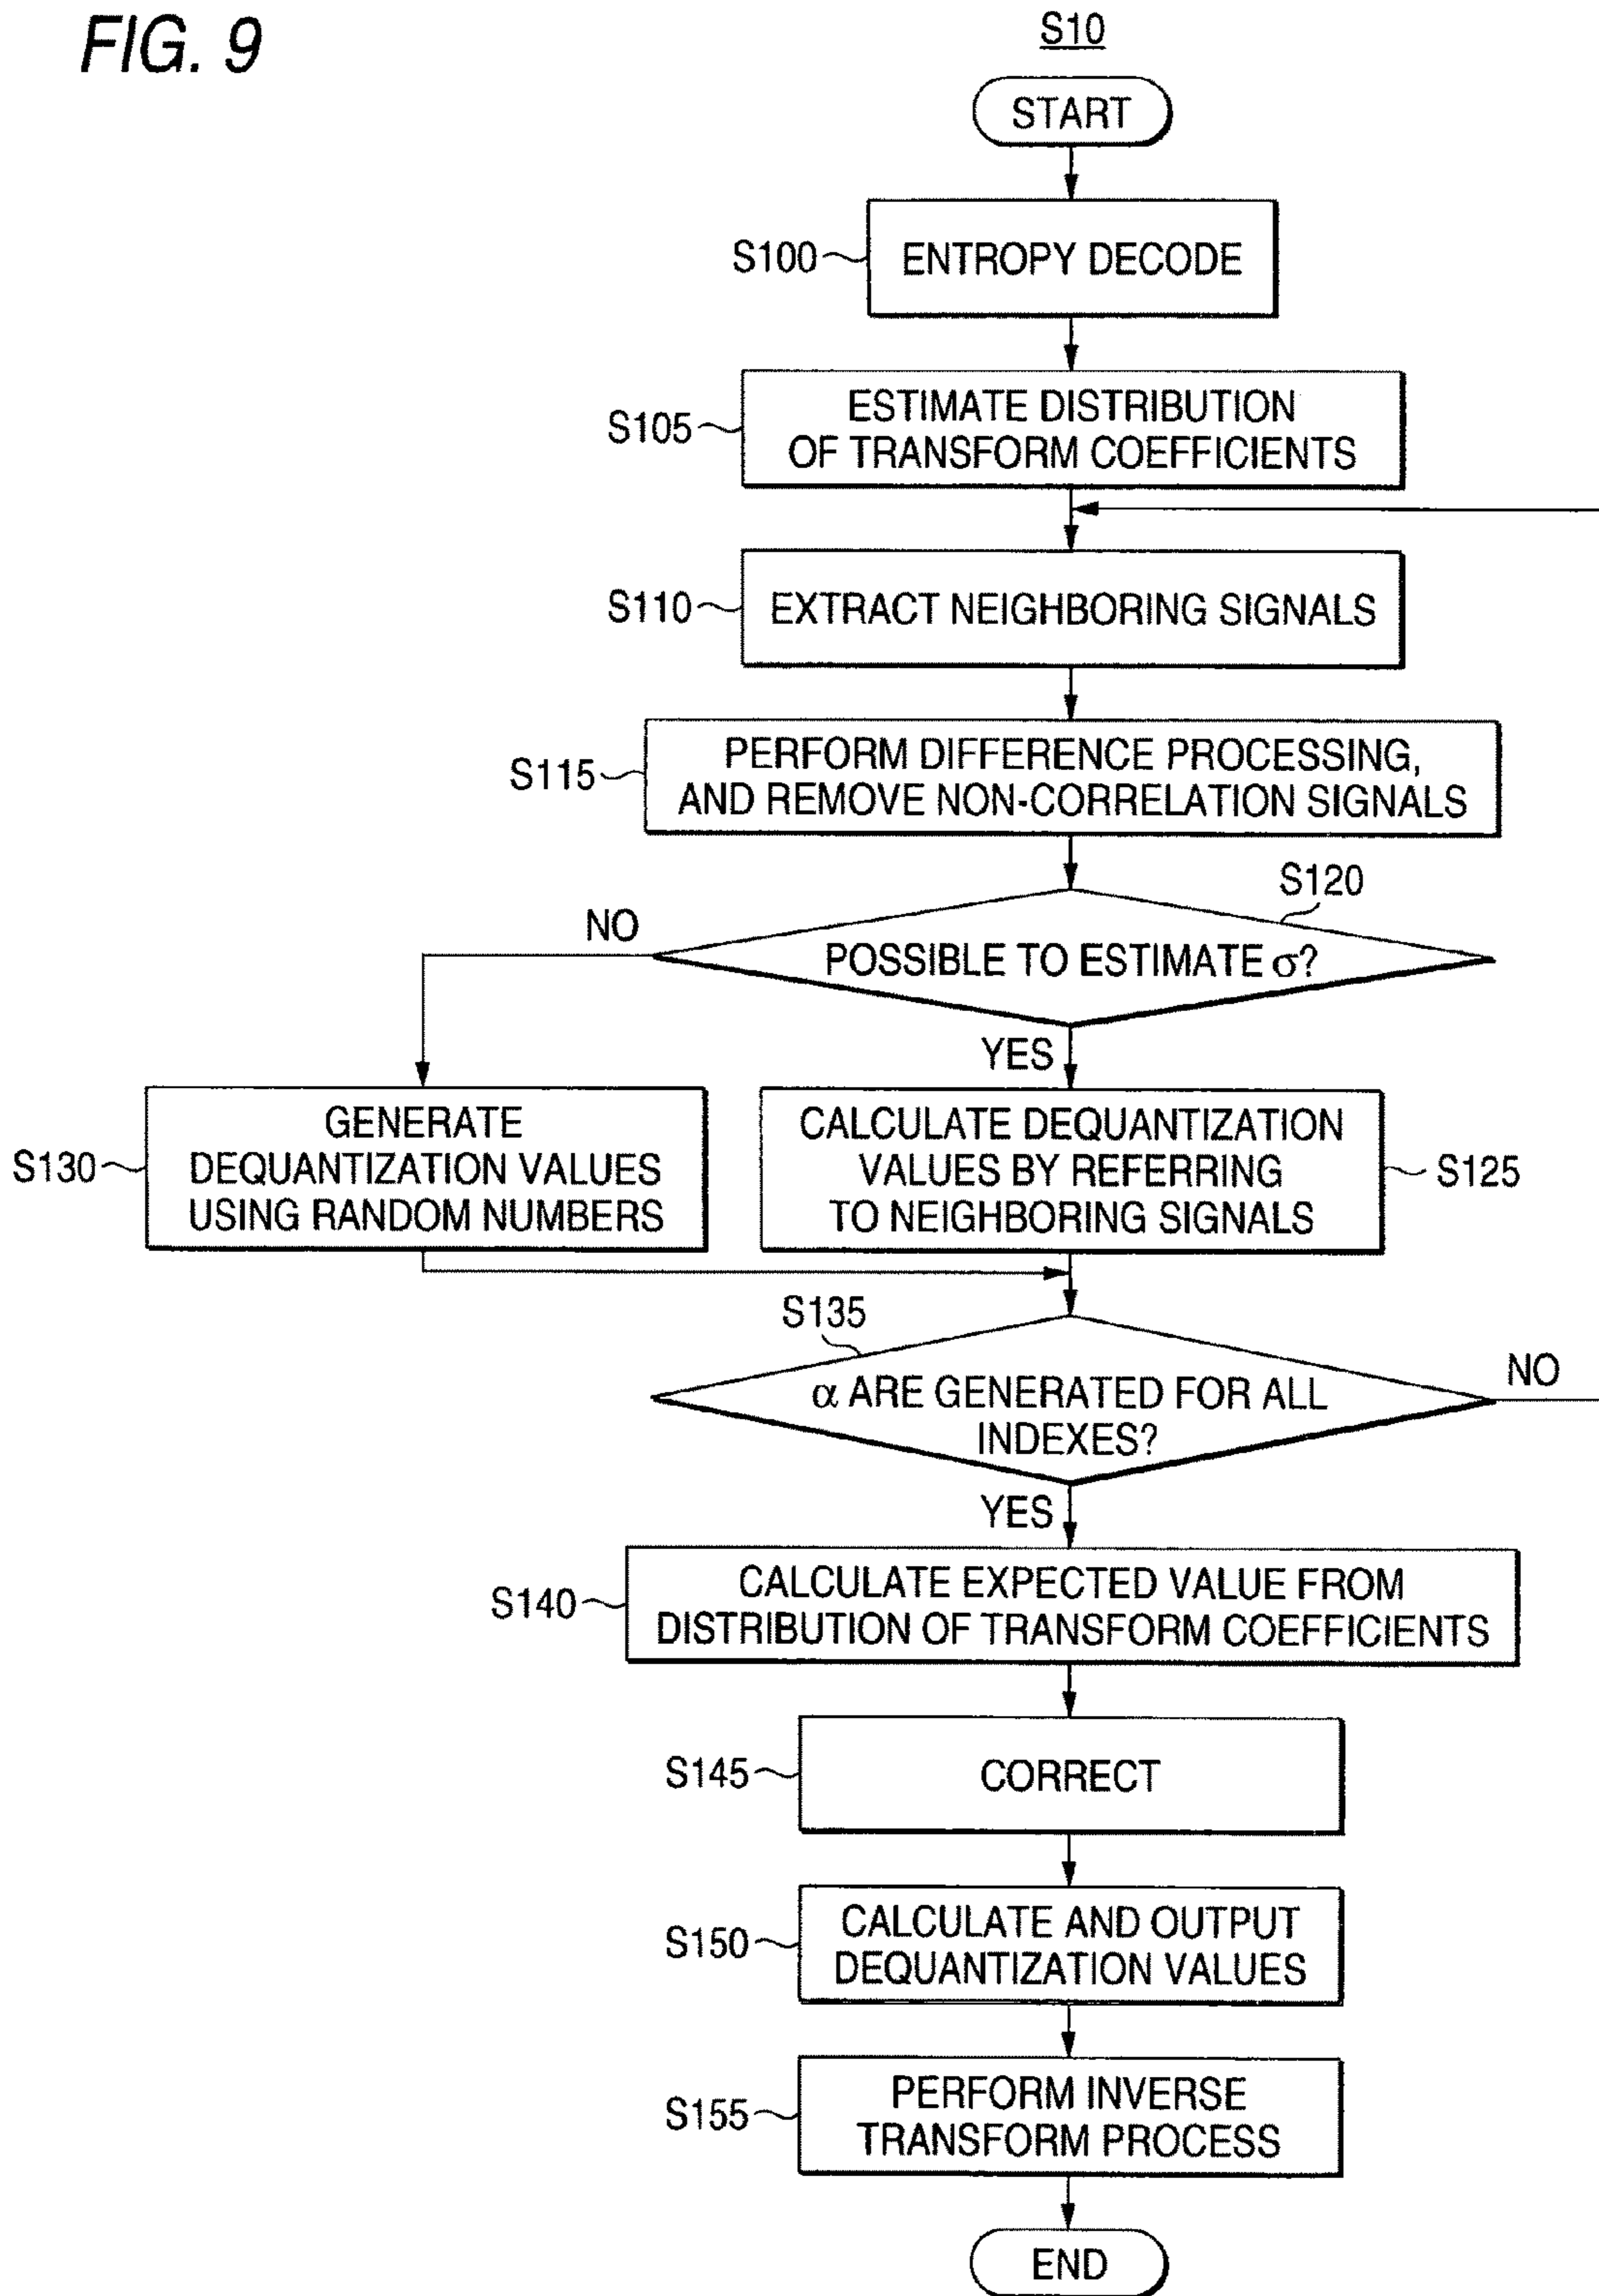 FIG. 9
S10
START
S100
ENTROPY DECODE
S105
ESTIMATE DISTRIBUTION
OF TRANSFORM COEFFICIENTS
S110
EXTRACT NEIGHBORING SIGNALS
S115
PERFORM DIFFERENCE PROCESSING,
AND REMOVE NON-CORRELATION SIGNALS
S120
NO
POSSIBLE TO ESTIMATE σ?
YES
S130
GENERATE
DEQUANTIZATION VALUES
USING RANDOM NUMBERS
CALCULATE DEQUANTIZATION
VALUES BY REFERRING
TO NEIGHBORING SIGNALS
S125
S135
α ARE GENERATED FOR ALL
INDEXES?
NO
YES
S140
CALCULATE EXPECTED VALUE FROM
DISTRIBUTION OF TRANSFORM COEFFICIENTS
S145
CORRECT
S150
CALCULATE AND OUTPUT
DEQUANTIZATION VALUES
S155
PERFORM INVERSE
TRANSFORM PROCESS
END